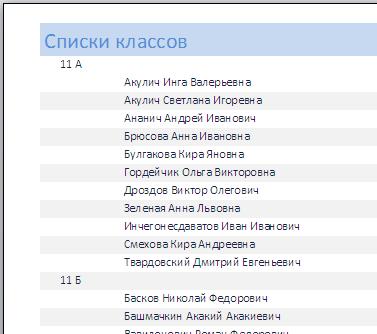 Списки классов
11 А
Акулич Инга Валерьевна
Акулич Светлана Игоревна
Ананич Андрей Иванович
Брюсова Анна Ивановна
Булгакова Кира Яновна
Гордейчик Ольга Викторовна
Дроздов Виктор Олегович
Зеленая Анна Львовна
Инчегонесдаватов Иван Иванович
Смехова Кира Андреевна
Твардовский Дмитрий Евгеньевич
11 Б
Басков Николай Федорович
Башмачкин Акакий Акакиевич